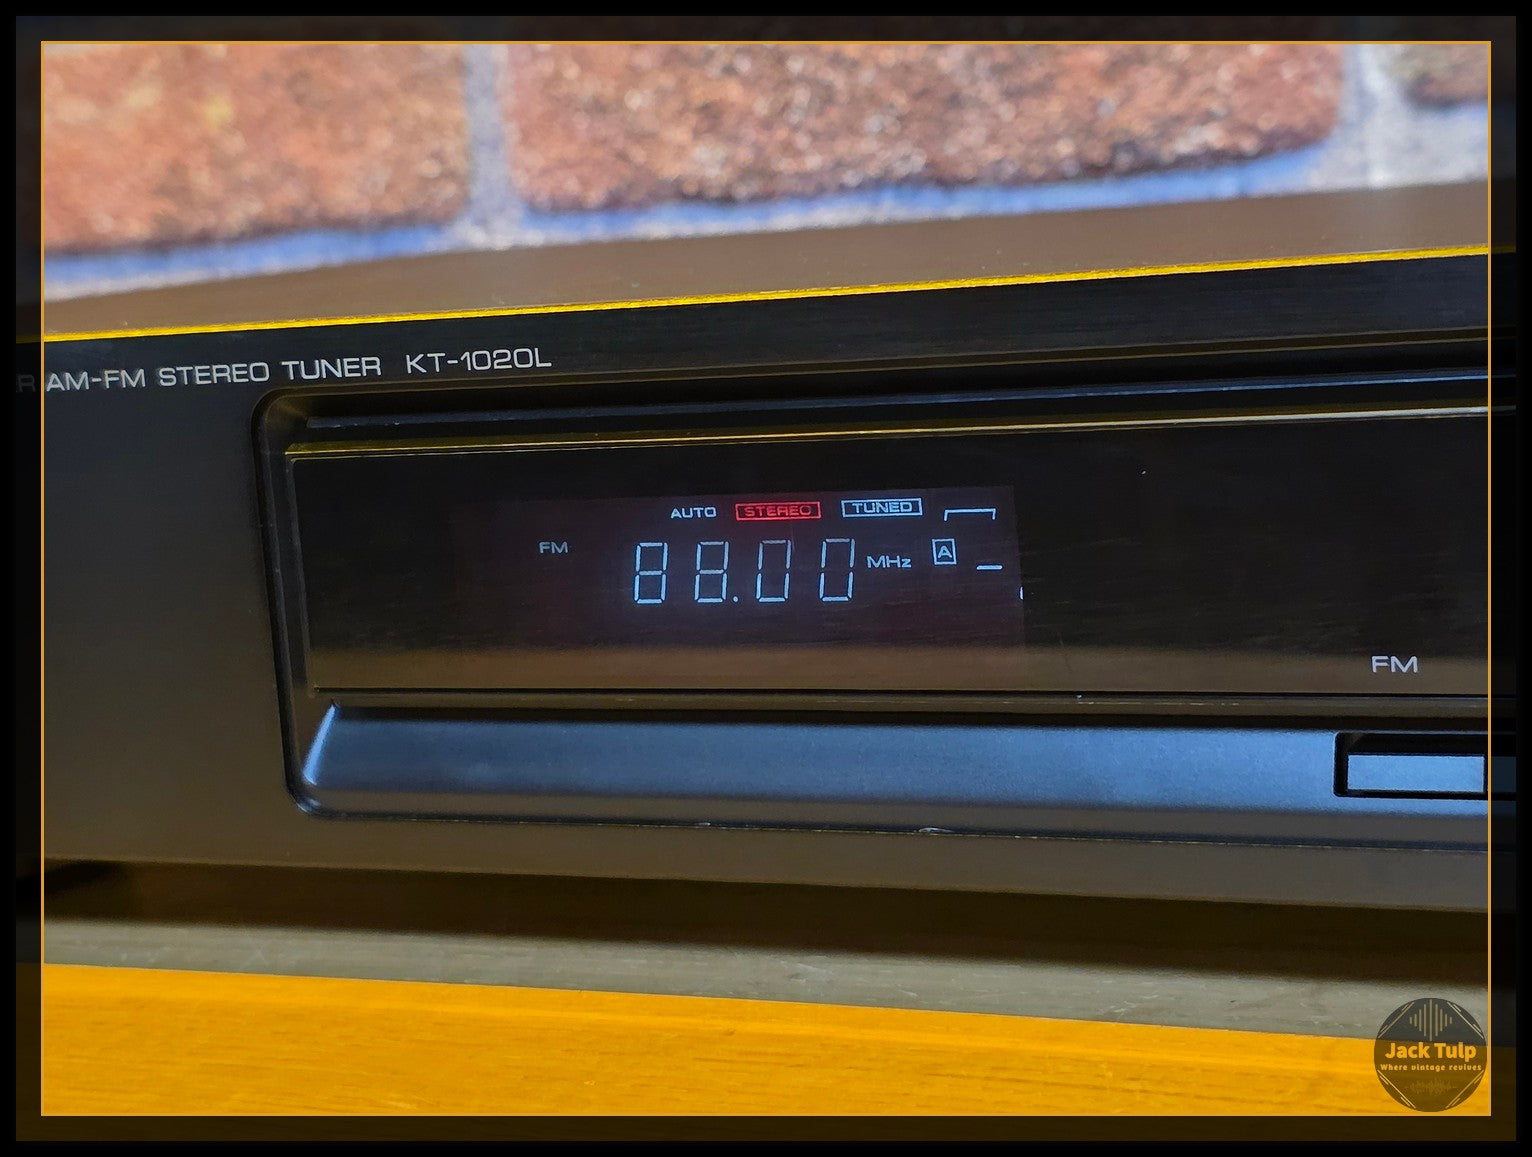 R AM-FM STEREO TUNER KT-1020L
AUTO STEREO TUNED
FM 88.00 MHz A
FM
Jack Tulp
Where vintage revives